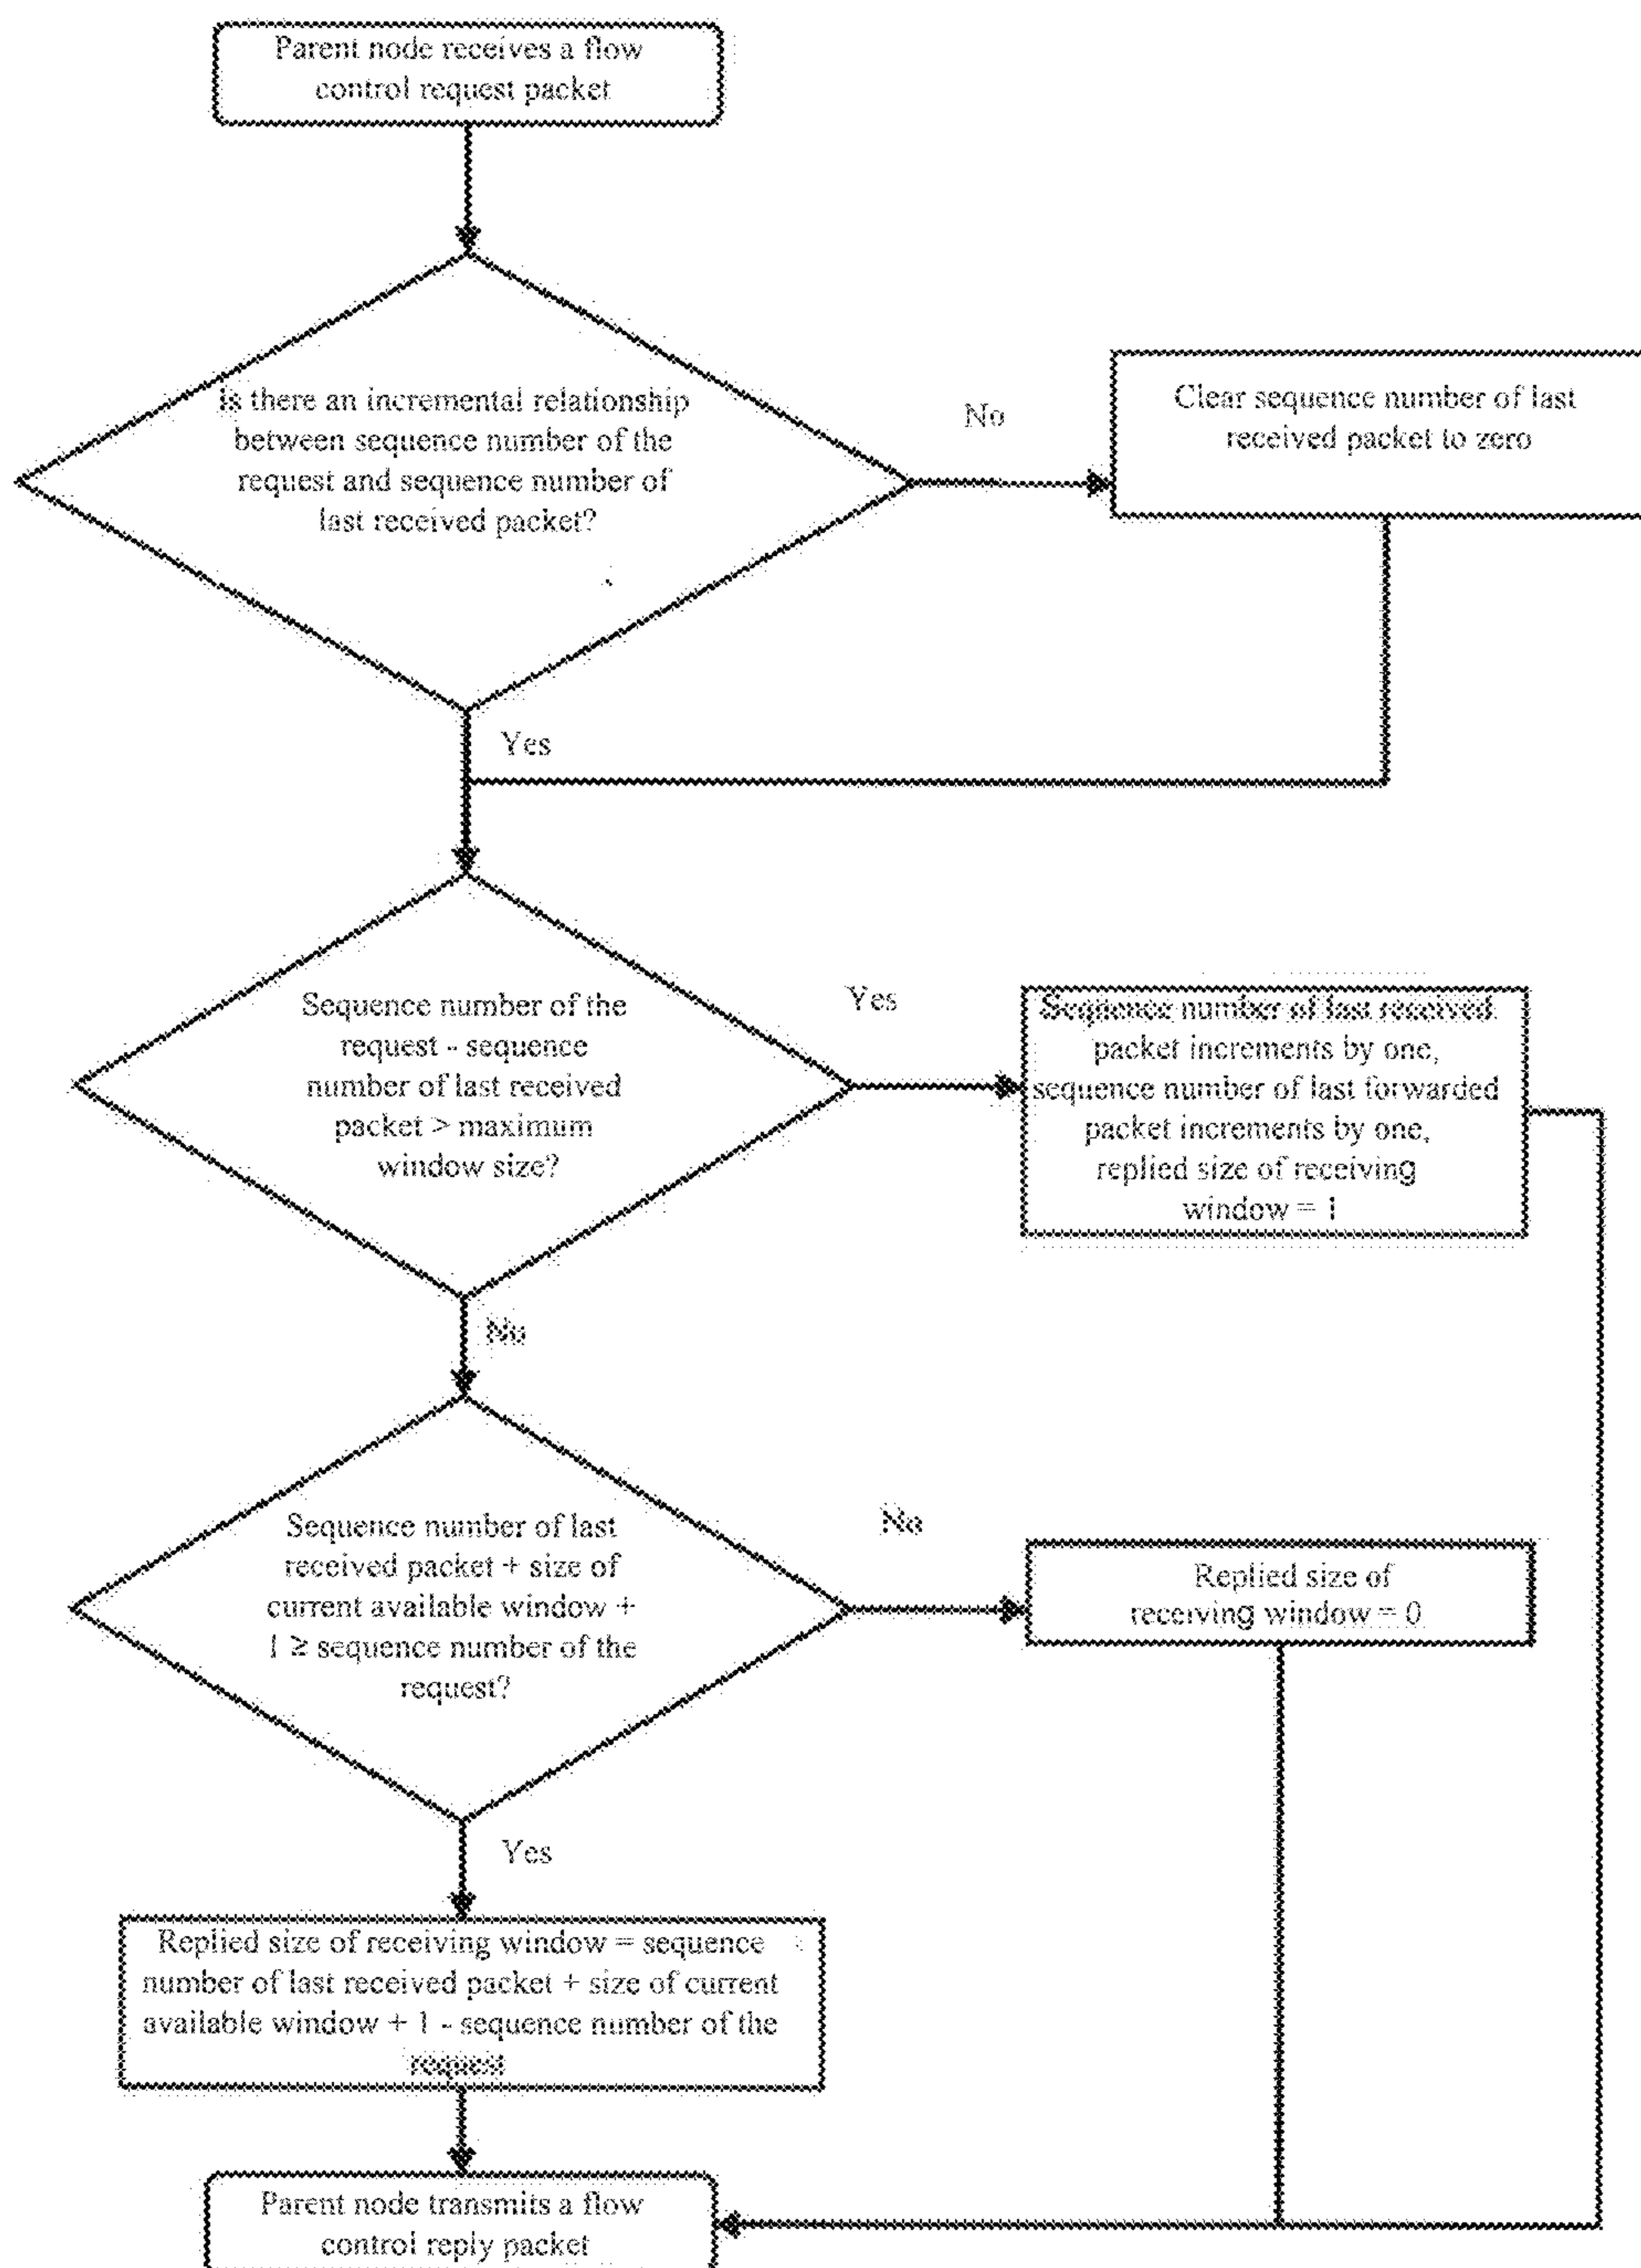 Parent node receives a flow
control request packet
Is there an incremental relationship
between sequence number of the
request and sequence number of
last received packet?
No
Clear sequence number of last
received packet to zero
Yes
Sequence number of the
request - sequence
number of last received
packet > maximum
window size?
Yes
Sequence number of last received
packet increments by one,
sequence number of last forwarded
packet increments by one,
replied size of receiving
window = 1
No
Sequence number of last
received packet + size of
current available window +
1 ≥ sequence number of the
request?
No
Replied size of
receiving window = 0
Yes
Replied size of receiving window = sequence
number of last received packet + size of current
available window + 1 - sequence number of the
request
Parent node transmits a flow
control reply packet